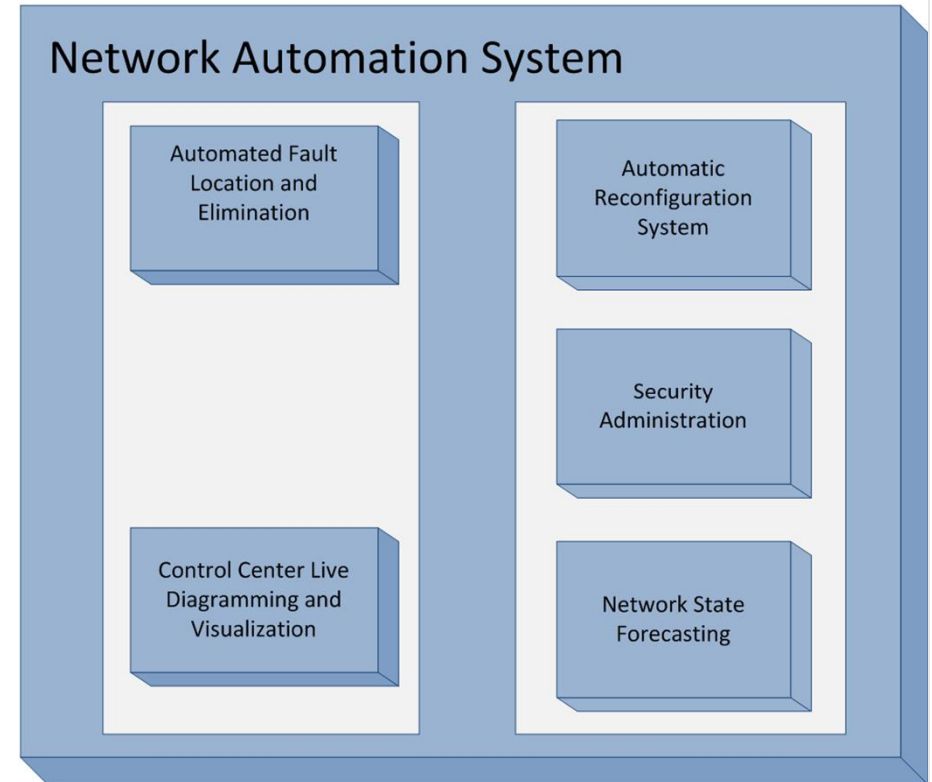 Network Automation System
Automated Fault
Location and
Elimination
Control Center Live
Diagramming and
Visualization
Automatic
Reconfiguration
System
Security
Administration
Network State
Forecasting